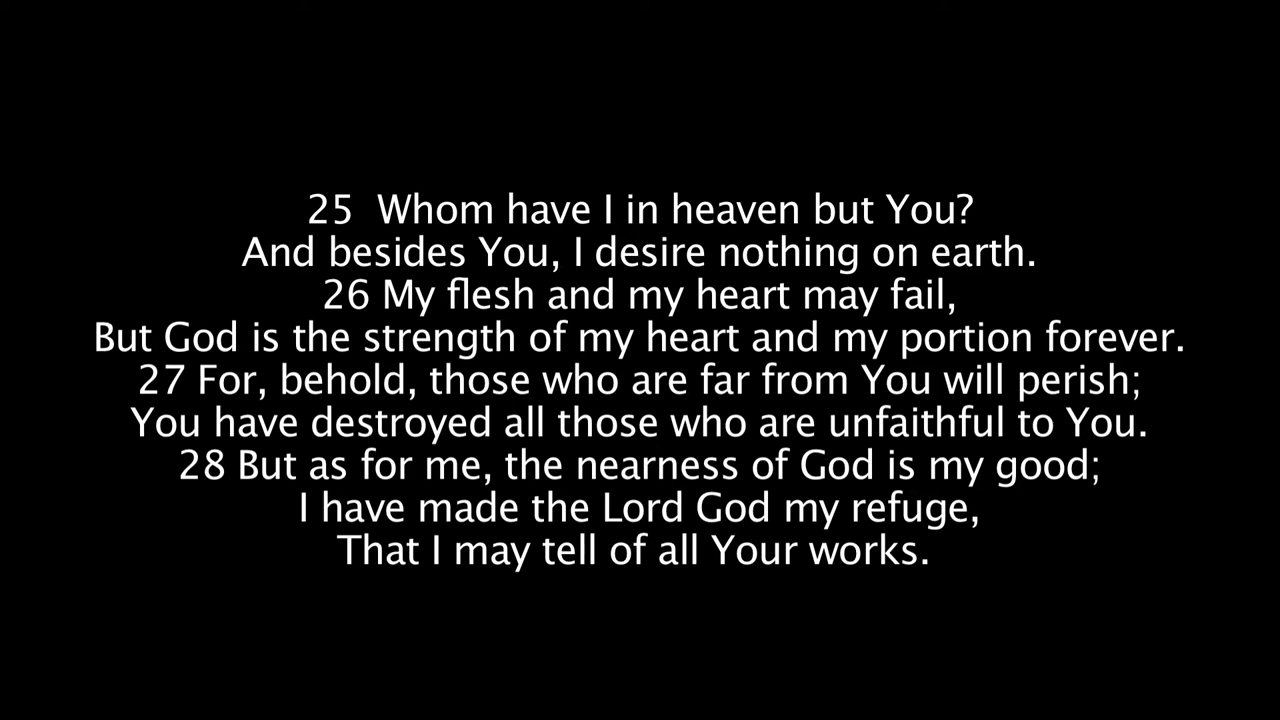 25  Whom have I in heaven but You?
And besides You, I desire nothing on earth.
26 My flesh and my heart may fail,
But God is the strength of my heart and my portion forever.
27 For, behold, those who are far from You will perish;
You have destroyed all those who are unfaithful to You.
28 But as for me, the nearness of God is my good;
I have made the Lord God my refuge,
That I may tell of all Your works.